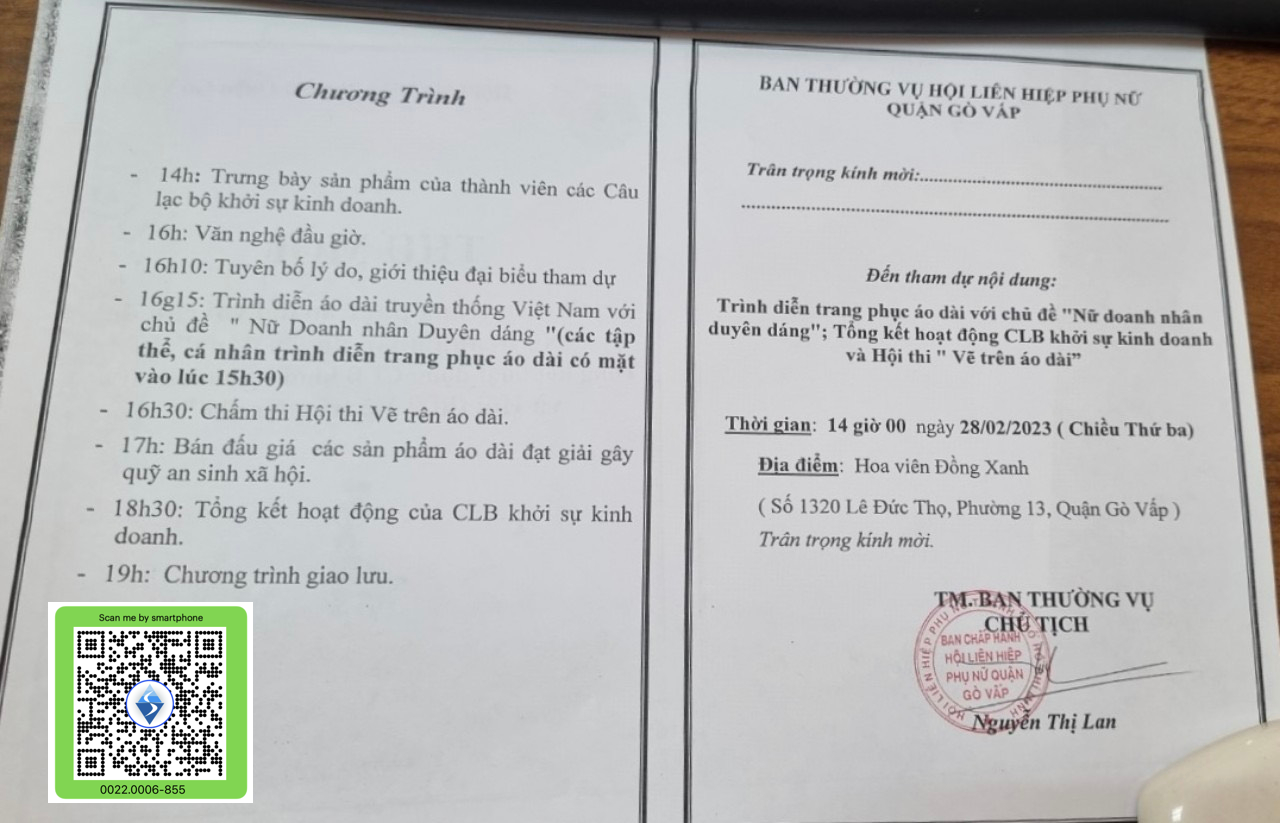 Chương Trình
- 14h: Trưng bày sản phẩm của thành viên các Câu
lạc bộ khởi sự kinh doanh.
- 16h: Văn nghệ đầu giờ.
- 16h10: Tuyên bố lý do, giới thiệu đại biểu tham dự
- 16g15: Trình diễn áo dài truyền thống Việt Nam với
chủ đề " Nữ Doanh nhân Duyên dáng "(các tập
thể, cá nhân trình diễn trang phục áo dài có mặt
vào lúc 15h30)
- 16h30: Chấm thi Hội thi Vẽ trên áo dài.
- 17h: Bán đấu giá các sản phẩm áo dài đạt giải gây
quỹ an sinh xã hội.
- 18h30: Tổng kết hoạt động của CLB khởi sự kinh
doanh.
- 19h: Chương trình giao lưu.
Scan me by smartphone
0022.0006-855
BAN THƯỜNG VỤ HỘI LIÊN HIỆP PHỤ NỮ
QUẬN GÒ VẤP
Trân trọng kính mời:................................................
................................................................................
Đến tham dự nội dung:
Trình diễn trang phục áo dài với chủ đề "Nữ doanh nhân
duyên dáng"; Tổng kết hoạt động CLB khởi sự kinh doanh
và Hội thi " Vẽ trên áo dài”
Thời gian: 14 giờ 00 ngày 28/02/2023 ( Chiều Thứ ba)
Địa điểm: Hoa viên Đồng Xanh
( Số 1320 Lê Đức Thọ, Phường 13, Quận Gò Vấp )
Trân trọng kính mời.
TM. BAN THƯỜNG VỤ
CHỦ TỊCH
BAN CHẤP HÀNH
HỘI LIÊN HIỆP
PHỤ NỮ QUẬN
GÒ VẤP
HỘI LIÊN HIỆP PHỤ NỮ
Nguyễn Thị Lan